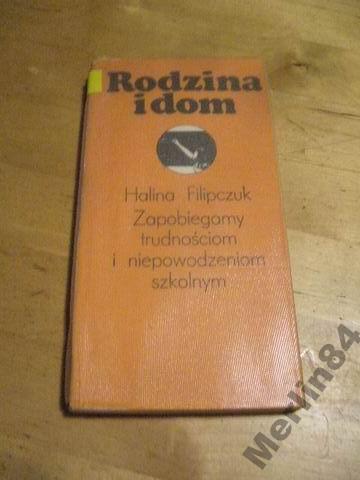 Rodzina
i dom
Halina Filipczuk
Zapobiegamy
trudnościom
i niepowodzeniom
szkolnym
Merlin84